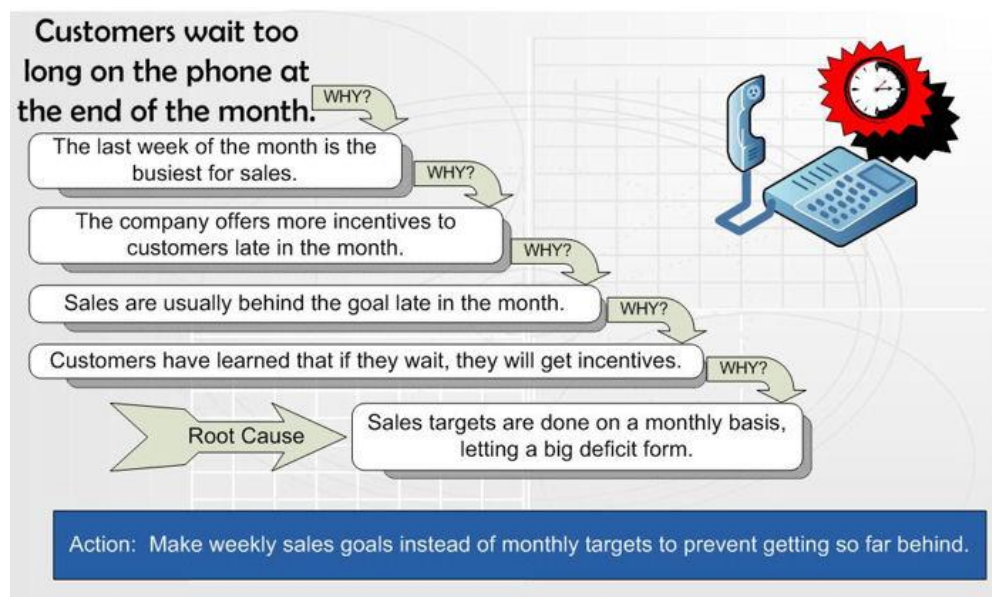 Customers wait too
long on the phone at
the end of the month.
WHY?
The last week of the month is the
busiest for sales.
WHY?
The company offers more incentives to
customers late in the month.
WHY?
Sales are usually behind the goal late in the month.
WHY?
Customers have learned that if they wait, they will get incentives.
WHY?
Root Cause
Sales targets are done on a monthly basis,
letting a big deficit form.
Action:  Make weekly sales goals instead of monthly targets to prevent getting so far behind.